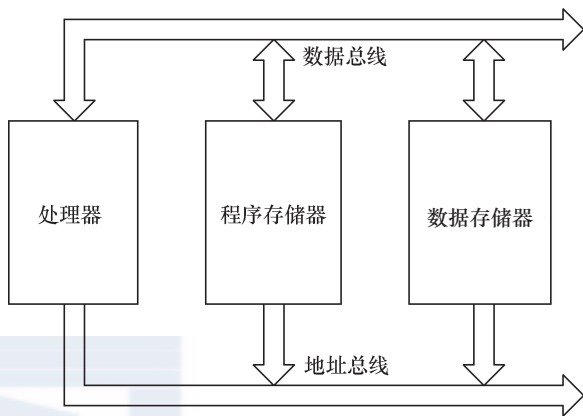 数据总线
处理器
程序存储器
数据存储器
地址总线